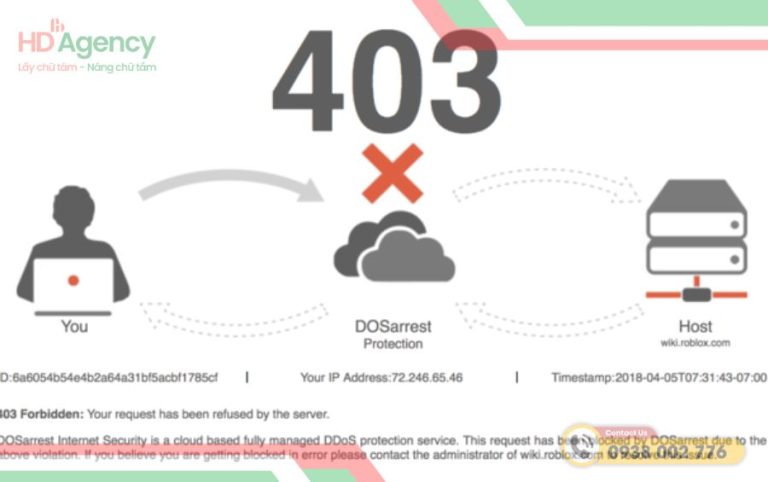 HD Agency
Lấy chữ tâm - Nâng chữ tầm
403
You
DOSarrest
Protection
Host
wiki.roblox.com
D:6a6054b54e4b2a64a31bf5acbf1785cf | Your IP Address:72.246.65.46 | Timestamp:2018-04-05T07:31:43-07:00
403 Forbidden: Your request has been refused by the server.
DOSarrest Internet Security is a cloud based fully managed DDoS protection service. This request has been blocked by DOSarrest due to the
above violation. If you believe you are getting blocked in error please contact the administrator of wiki.roblox.com to resolve this issue.
Contact Us
0938 002 776